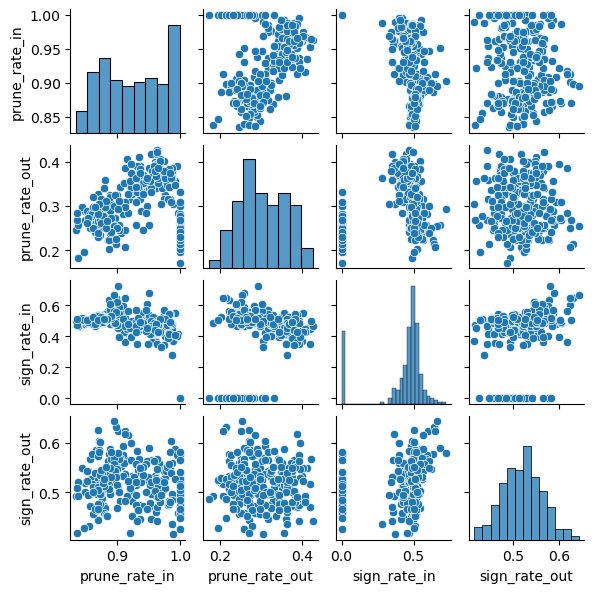 prune_rate_in
1.00
0.95
0.90
0.85
prune_rate_out
0.4
0.3
0.2
sign_rate_in
0.6
0.4
0.2
0.0
sign_rate_out
0.6
0.5
0.9 1.0 0.2 0.4 0.0 0.5 0.5 0.6
prune_rate_in prune_rate_out sign_rate_in sign_rate_out